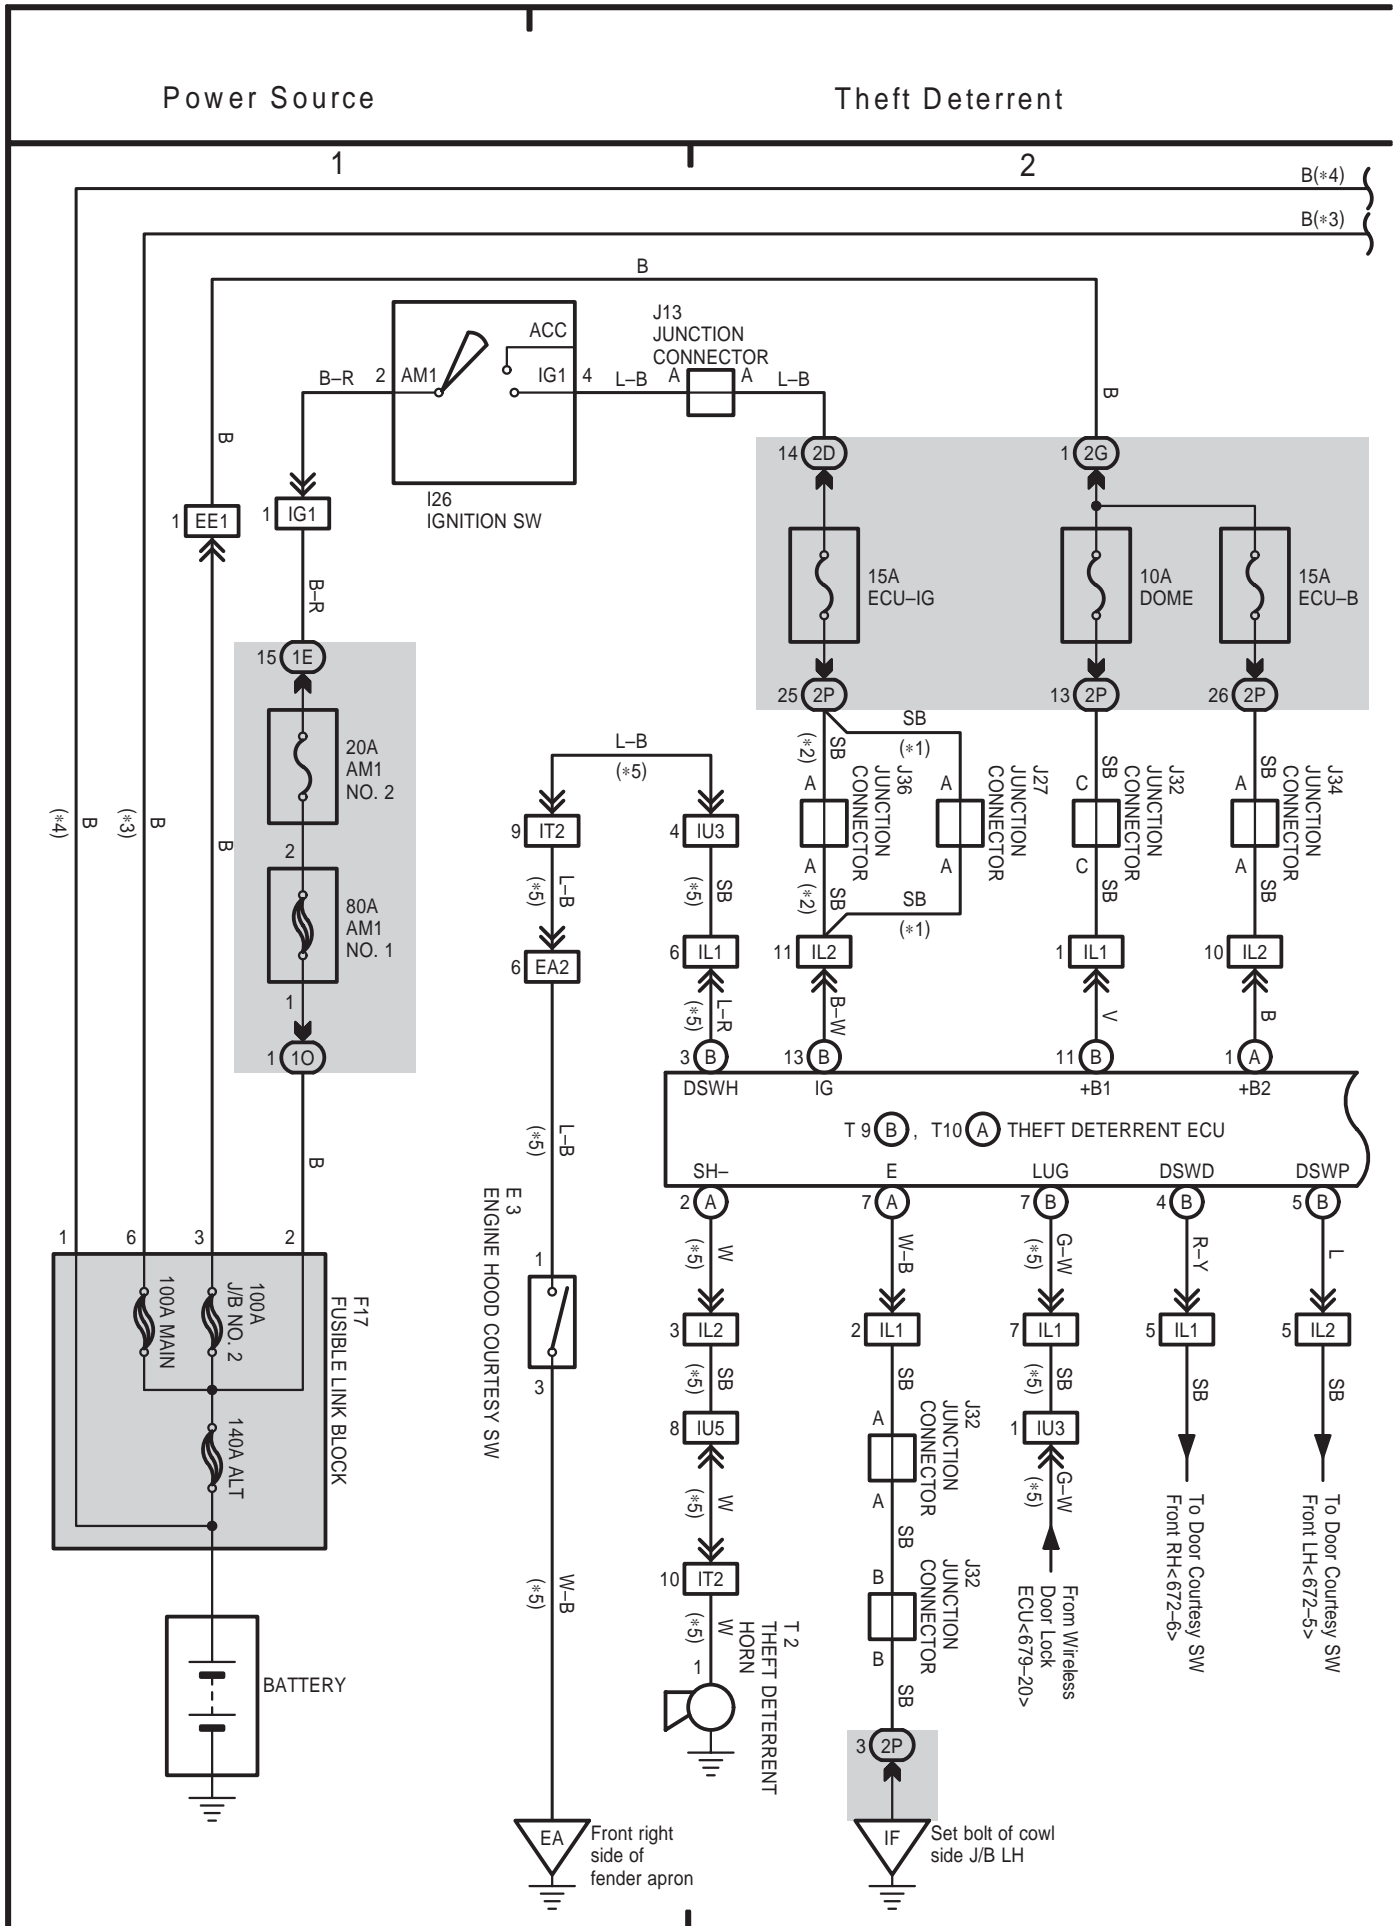 Power Source
Theft Deterrent
1
2
B(*4)
B(*3)
B
J13
JUNCTION
CONNECTOR
ACC
B–R
2
AM1
IG1
4
L–B
A
A
L–B
B
B
14
2D
1
2G
I26
IGNITION SW
1
EE1
1
IG1
15A
ECU–IG
10A
DOME
15A
ECU–B
B–R
15
1E
25
2P
13
2P
26
2P
20A
AM1
NO. 2
L–B
(*5)
SB
(*2)
SB
(*1)
SB
SB
A
J36
JUNCTION
CONNECTOR
A
J27
JUNCTION
CONNECTOR
C
J32
JUNCTION
CONNECTOR
A
J34
JUNCTION
CONNECTOR
B
(*4)
B
(*3)
B
9
IT2
4
IU3
2
80A
AM1
NO. 1
L–B
(*5)
SB
(*5)
A
A
C
A
SB
(*2)
SB
(*1)
SB
SB
6
EA2
6
IL1
11
IL2
1
IL1
10
IL2
1
L–R
(*5)
B–W
V
B
1
1O
3
B
13
B
11
B
1
A
DSWH
IG
+B1
+B2
T 9 B , T10 A THEFT DETERRENT ECU
B
L–B
(*5)
SH–
E
LUG
DSWD
DSWP
2
A
7
A
7
B
4
B
5
B
E 3
ENGINE HOOD COURTESY SW
1
6
3
2
1
W
(*5)
W–B
G–W
(*5)
R–Y
L
F17
FUSIBLE LINK BLOCK
100A MAIN
100A
J/B NO. 2
140A ALT
3
3
IL2
2
IL1
7
IL1
5
IL1
5
IL2
SB
(*5)
SB
SB
(*5)
SB
SB
8
IU5
A
J32
JUNCTION
CONNECTOR
A
1
IU3
W
(*5)
SB
G–W
(*5)
To Door Courtesy SW
Front RH<672–6>
To Door Courtesy SW
Front LH<672–5>
10
IT2
B
J32
JUNCTION
CONNECTOR
B
From Wireless
Door Lock
ECU<679–20>
W–B
(*5)
W
(*5)
T 2
THEFT DETERRENT
HORN
1
SB
BATTERY
3
2P
EA
Front right
side of
fender apron
IF
Set bolt of cowl
side J/B LH